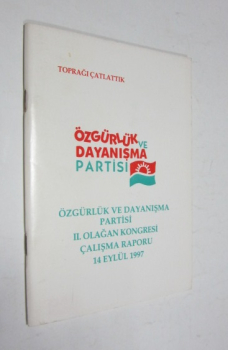 TOPRAĞI ÇATLATTIK
ÖZGÜRLÜK VE
DAYANIŞMA
PARTİSİ
ÖZGÜRLÜK VE DAYANIŞMA
PARTİSİ
II. OLAĞAN KONGRESİ
ÇALIŞMA RAPORU
14 EYLÜL 1997